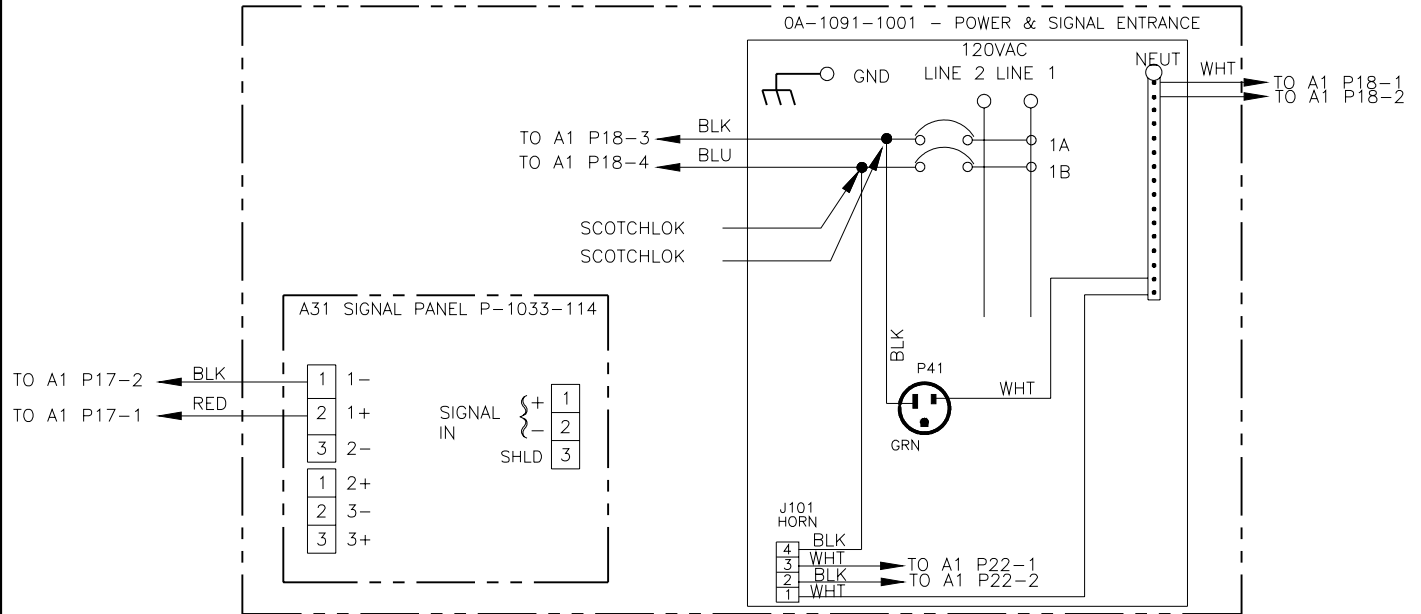 0A-1091-1001 - POWER & SIGNAL ENTRANCE
120VAC
NEUT
WHT
GND
LINE 2 LINE 1
TO A1 P18-1
TO A1 P18-2
TO A1 P18-3
BLK
1A
TO A1 P18-4
BLU
1B
SCOTCHLOK
SCOTCHLOK
A31 SIGNAL PANEL P-1033-114
BLK
P41
WHT
GRN
TO A1 P17-2
BLK
1 1-
TO A1 P17-1
RED
2 1+
3 2-
1 2+
2 3-
3 3+
SIGNAL
IN
+ 1
- 2
SHLD 3
J101
HORN
4 BLK
3 WHT
TO A1 P22-1
2 BLK
TO A1 P22-2
1 WHT